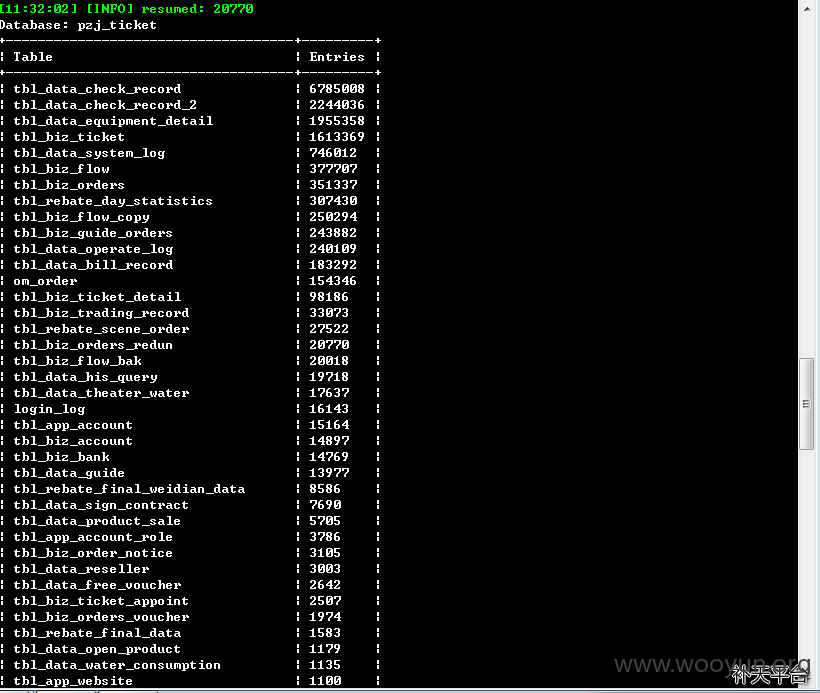 [11:32:02] [INFO] resumed: 20770
Database: pzj_ticket
+------------------------------------+---------+
| Table | Entries |
+------------------------------------+---------+
| tbl_data_check_record | 6785008 |
| tbl_data_check_record_2 | 2244036 |
| tbl_data_equipment_detail | 1955358 |
| tbl_biz_ticket | 1613369 |
| tbl_data_system_log | 746012 |
| tbl_biz_flow | 377707 |
| tbl_biz_orders | 351337 |
| tbl_rebate_day_statistics | 307430 |
| tbl_biz_flow_copy | 250294 |
| tbl_biz_guide_orders | 243882 |
| tbl_data_operate_log | 240109 |
| tbl_data_bill_record | 183292 |
| om_order | 154346 |
| tbl_biz_ticket_detail | 98186 |
| tbl_biz_trading_record | 33073 |
| tbl_rebate_scene_order | 27522 |
| tbl_biz_orders_redun | 20770 |
| tbl_biz_flow_bak | 20018 |
| tbl_data_his_query | 19718 |
| tbl_data_theater_water | 17637 |
| login_log | 16143 |
| tbl_app_account | 15164 |
| tbl_biz_account | 14897 |
| tbl_biz_bank | 14769 |
| tbl_data_guide | 13977 |
| tbl_rebate_final_weidian_data | 8586 |
| tbl_data_sign_contract | 7690 |
| tbl_data_product_sale | 5705 |
| tbl_app_account_role | 3786 |
| tbl_biz_order_notice | 3105 |
| tbl_data_reseller | 3003 |
| tbl_data_free_voucher | 2642 |
| tbl_biz_ticket_appoint | 2507 |
| tbl_biz_orders_voucher | 1974 |
| tbl_rebate_final_data | 1583 |
| tbl_data_open_product | 1179 |
| tbl_data_water_consumption | 1135 |
| tbl_app_website | 1100 |
www.wooyun.org
补天平台